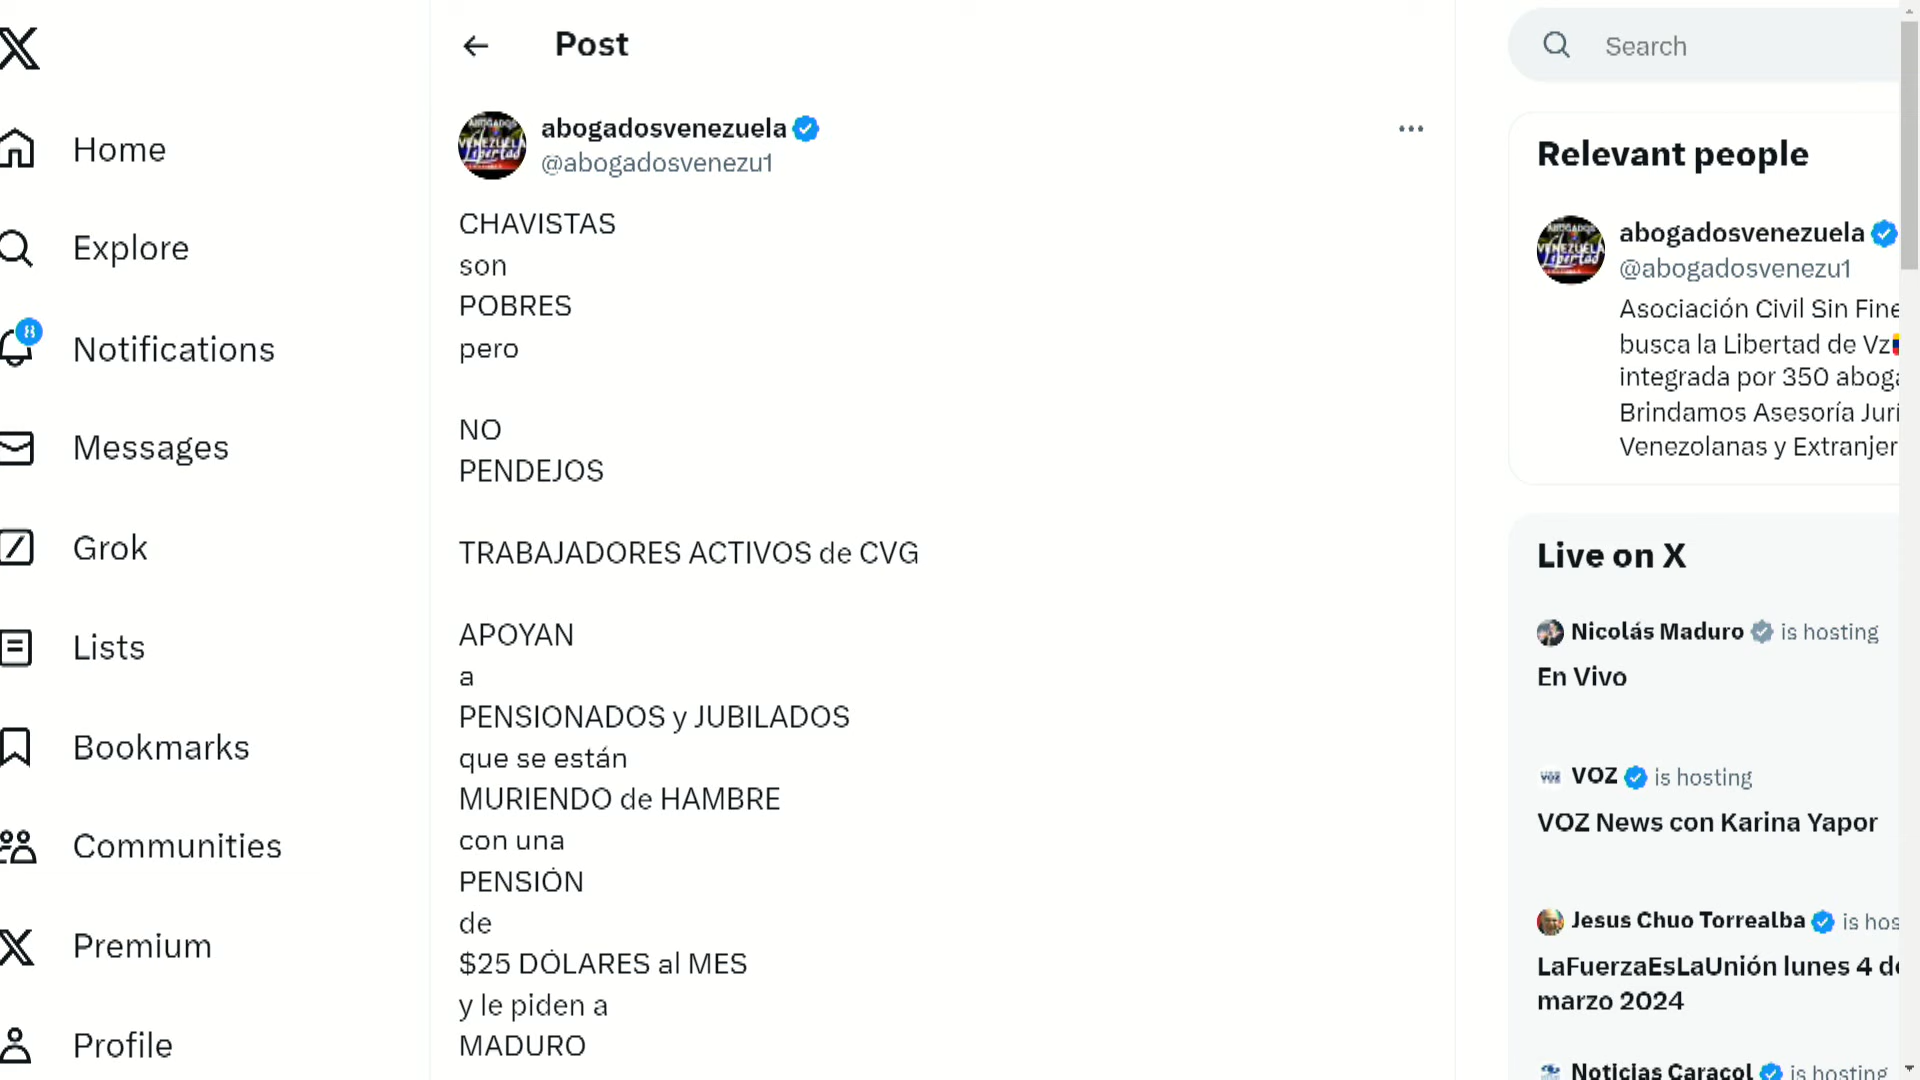 Post
Search
abogadosvenezuela
@abogadosvenezu1
CHAVISTAS
son
POBRES
pero
NO
PENDEJOS
TRABAJADORES ACTIVOS de CVG
APOYAN
a
PENSIONADOS y JUBILADOS
que se están
MURIENDO de HAMBRE
con una
PENSIÓN
de
$25 DÓLARES al MES
y le piden a
MADURO
Home
Explore
8
Notifications
Messages
Grok
Lists
Bookmarks
Communities
Premium
Profile
Relevant people
abogadosvenezuela
@abogadosvenezu1
Asociación Civil Sin Fine
busca la Libertad de Vz
integrada por 350 aboga
Brindamos Asesoría Jurí
Venezolanas y Extranjer
Live on X
Nicolás Maduro is hosting
En Vivo
VOZ is hosting
VOZ News con Karina Yapor
Jesus Chuo Torrealba is hos
LaFuerzaEsLaUnión lunes 4 de
marzo 2024
Noticias Caracol is hosting